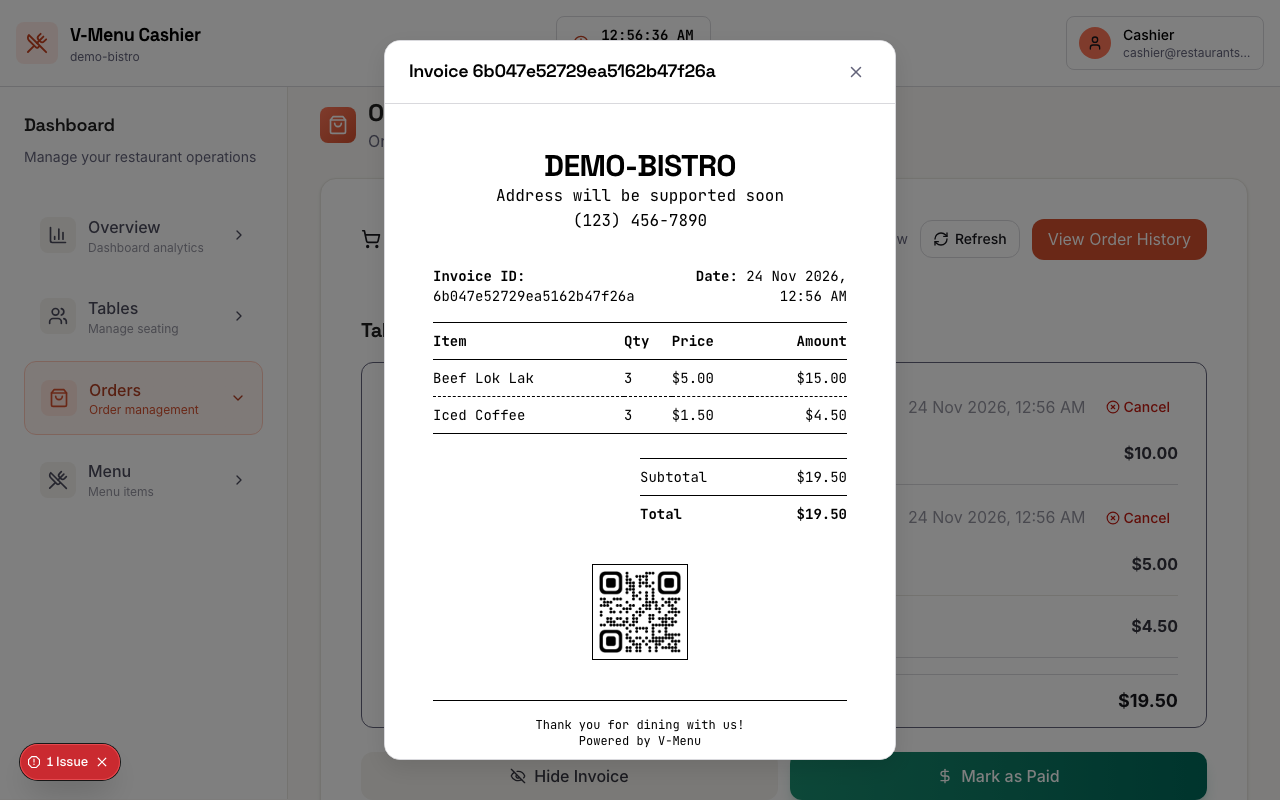 V-Menu Cashier
demo-bistro
12:56:36 AM
Cashier
cashier@restaurants...
Invoice 6b047e52729ea5162b47f26a
Dashboard
Manage your restaurant operations
Overview
Dashboard analytics
Tables
Manage seating
Orders
Order management
Menu
Menu items
1 Issue
Refresh
View Order History
24 Nov 2026, 12:56 AM
Cancel
$10.00
24 Nov 2026, 12:56 AM
Cancel
$5.00
$4.50
$19.50
Hide Invoice
Mark as Paid
DEMO-BISTRO
Address will be supported soon
(123) 456-7890
Invoice ID:
6b047e52729ea5162b47f26a
Date: 24 Nov 2026,
12:56 AM
Item Qty Price Amount
Beef Lok Lak 3 $5.00 $15.00
Iced Coffee 3 $1.50 $4.50
Subtotal $19.50
Total $19.50
Thank you for dining with us!
Powered by V-Menu